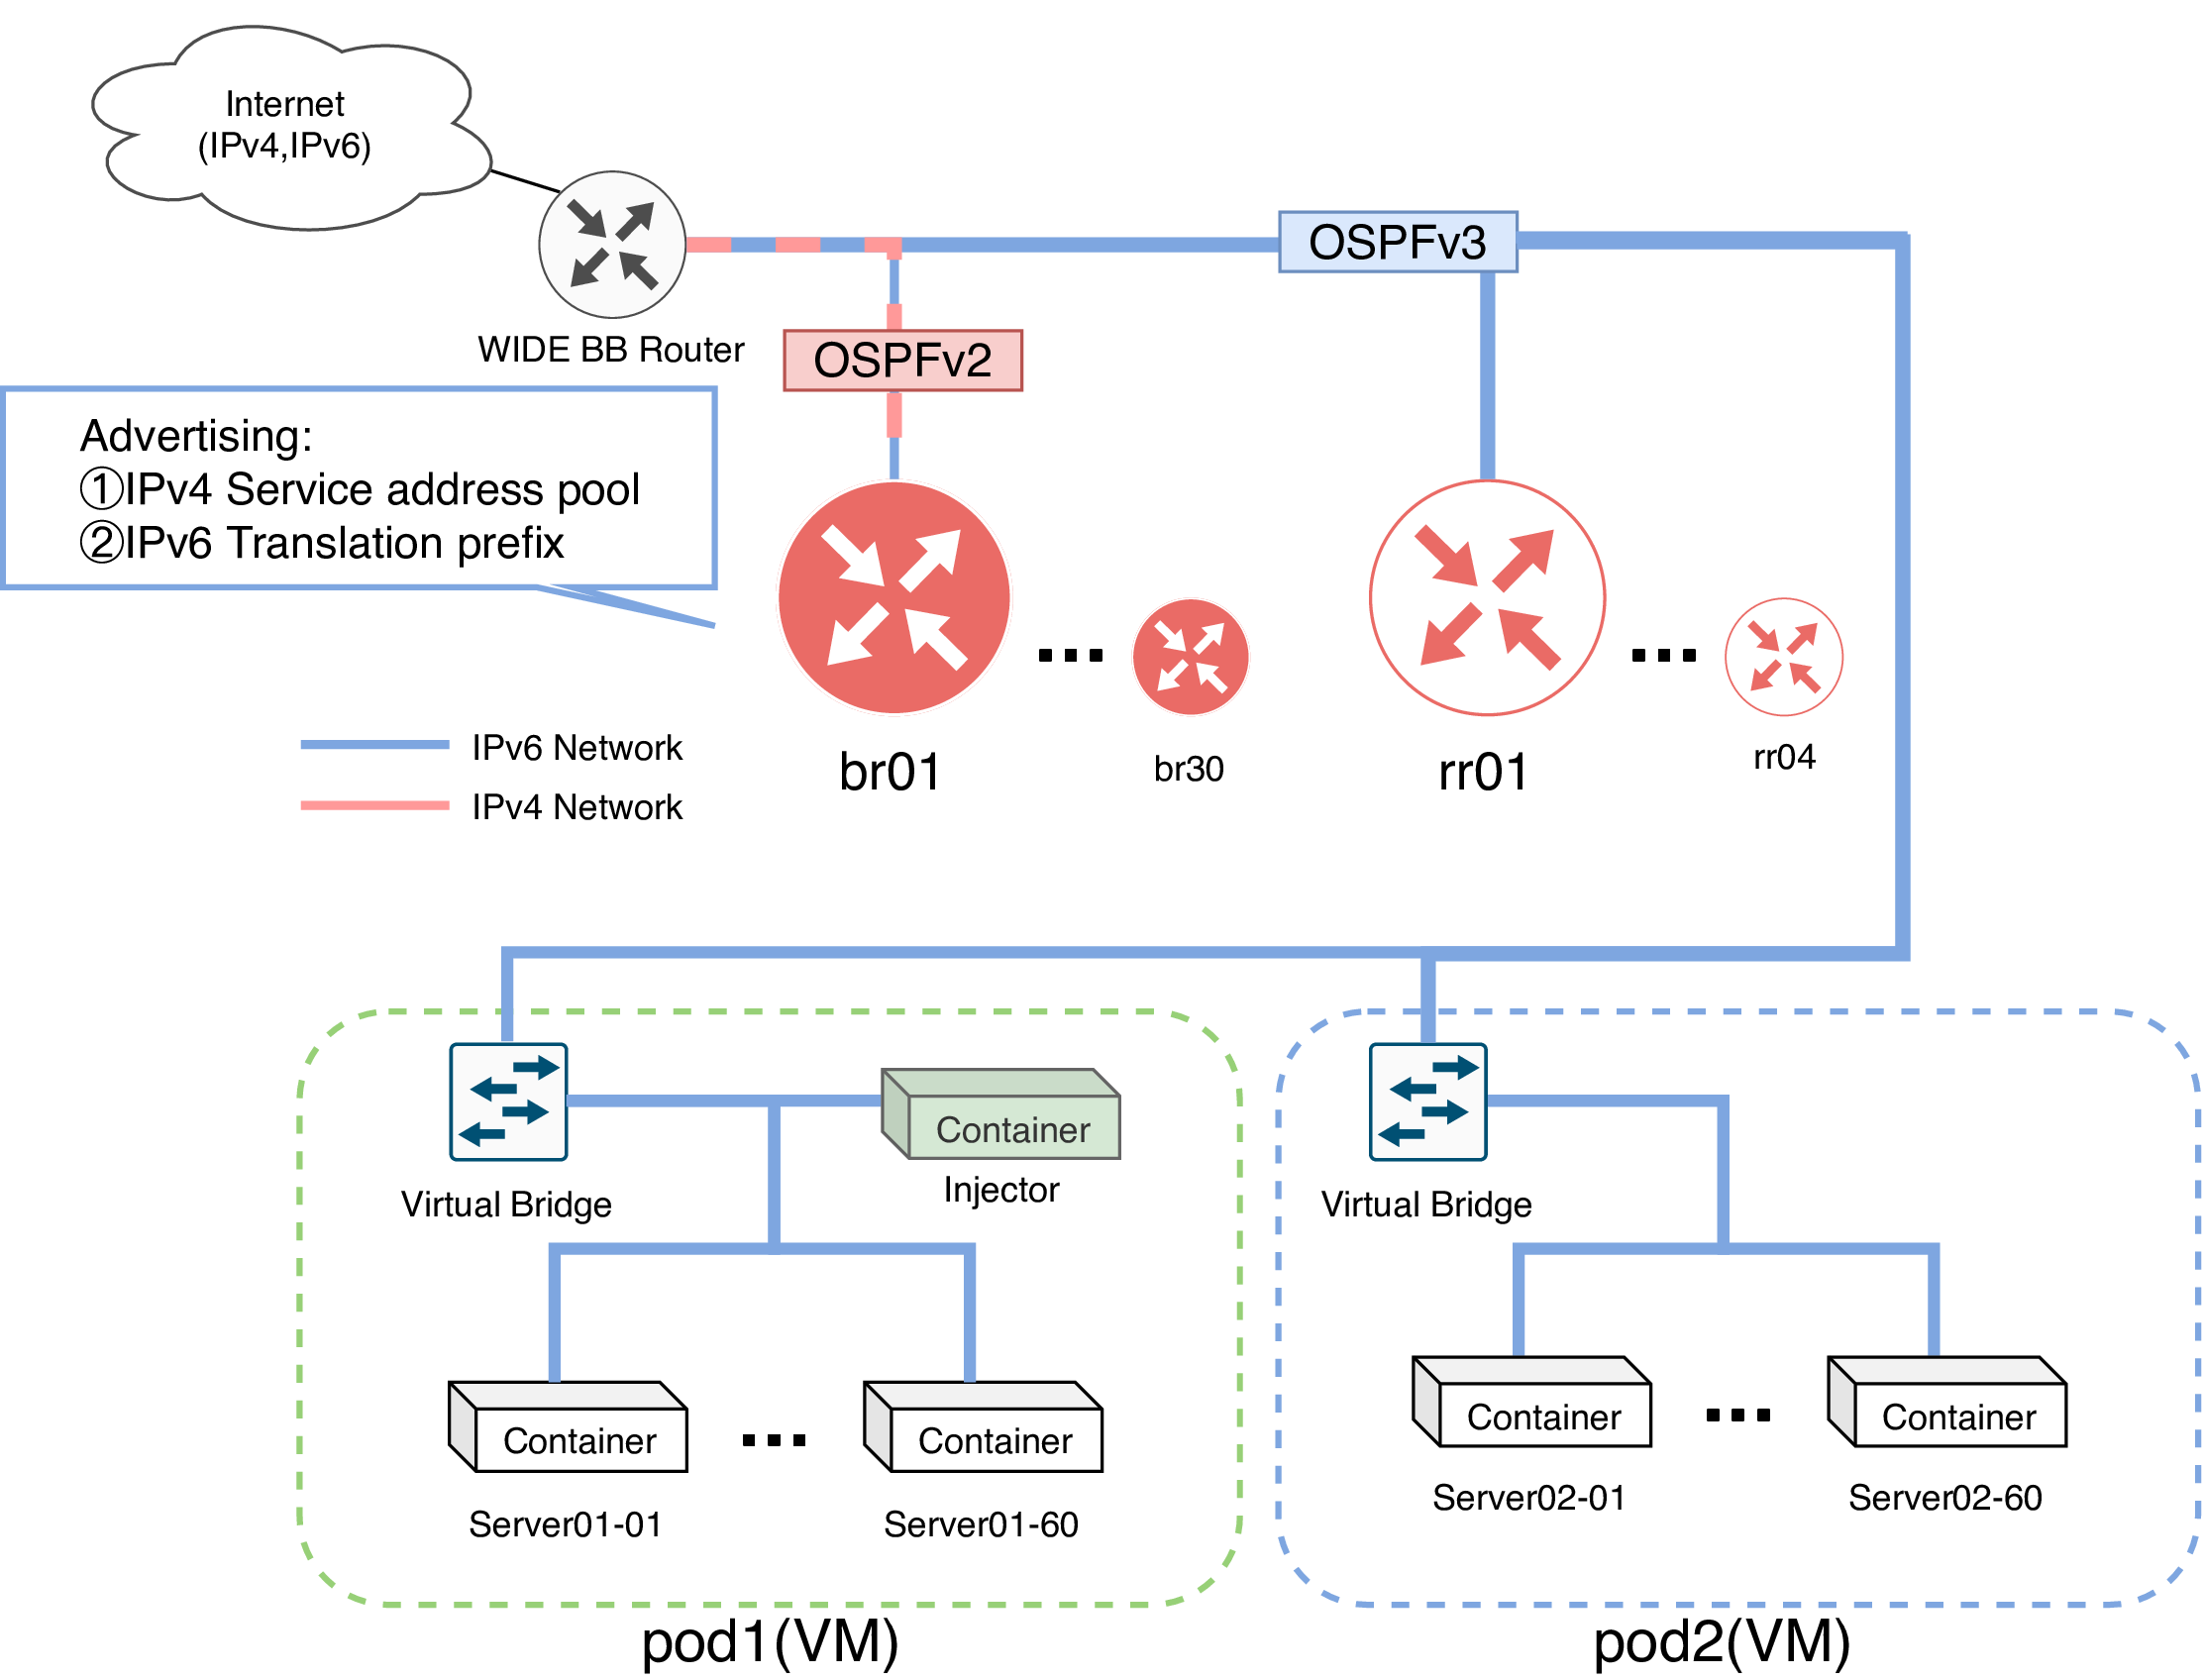 Internet
(IPv4,IPv6)
WIDE BB Router
OSPFv3
OSPFv2
Advertising:
①IPv4 Service address pool
②IPv6 Translation prefix
IPv6 Network
IPv4 Network
br01
br30
rr01
rr04
Container
Injector
Virtual Bridge
Virtual Bridge
Container
Container
Server01-01
Server01-60
Container
Container
Server02-01
Server02-60
pod1(VM)
pod2(VM)